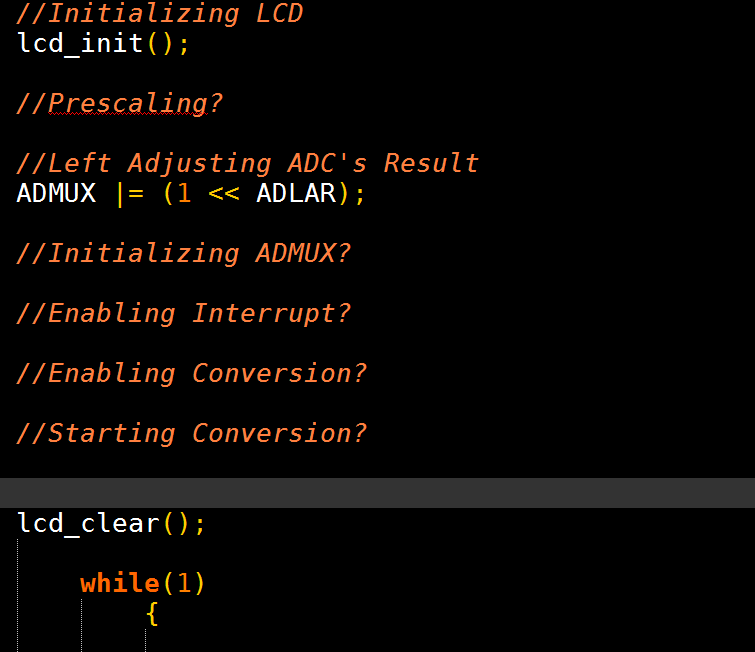 //Initializing LCD
lcd_init();
//Prescaling?
//Left Adjusting ADC's Result
ADMUX |= (1 << ADLAR);
//Initializing ADMUX?
//Enabling Interrupt?
//Enabling Conversion?
//Starting Conversion?
lcd_clear();
while(1)
{